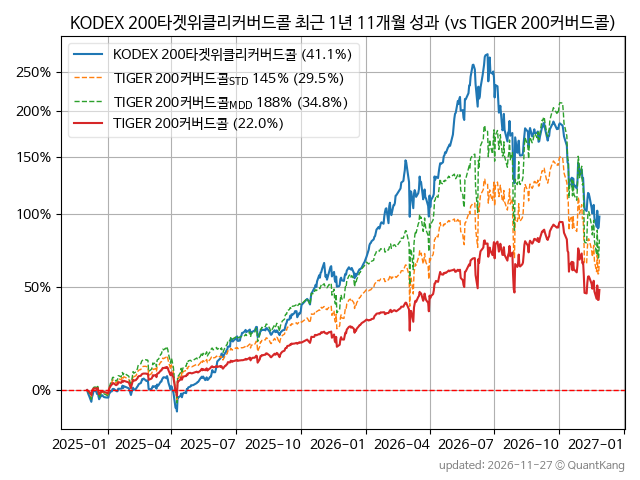 KODEX 200타겟위클리커버드콜 최근 1년 11개월 성과 (vs TIGER 200커버드콜)
KODEX 200타겟위클리커버드콜 (41.1%)
TIGER 200커버드콜STD 145% (29.5%)
TIGER 200커버드콜MDD 188% (34.8%)
TIGER 200커버드콜 (22.0%)
250%
200%
150%
100%
50%
0%
2025-01 2025-04 2025-07 2025-10 2026-01 2026-04 2026-07 2026-10 2027-01
updated: 2026-11-27 © QuantKang